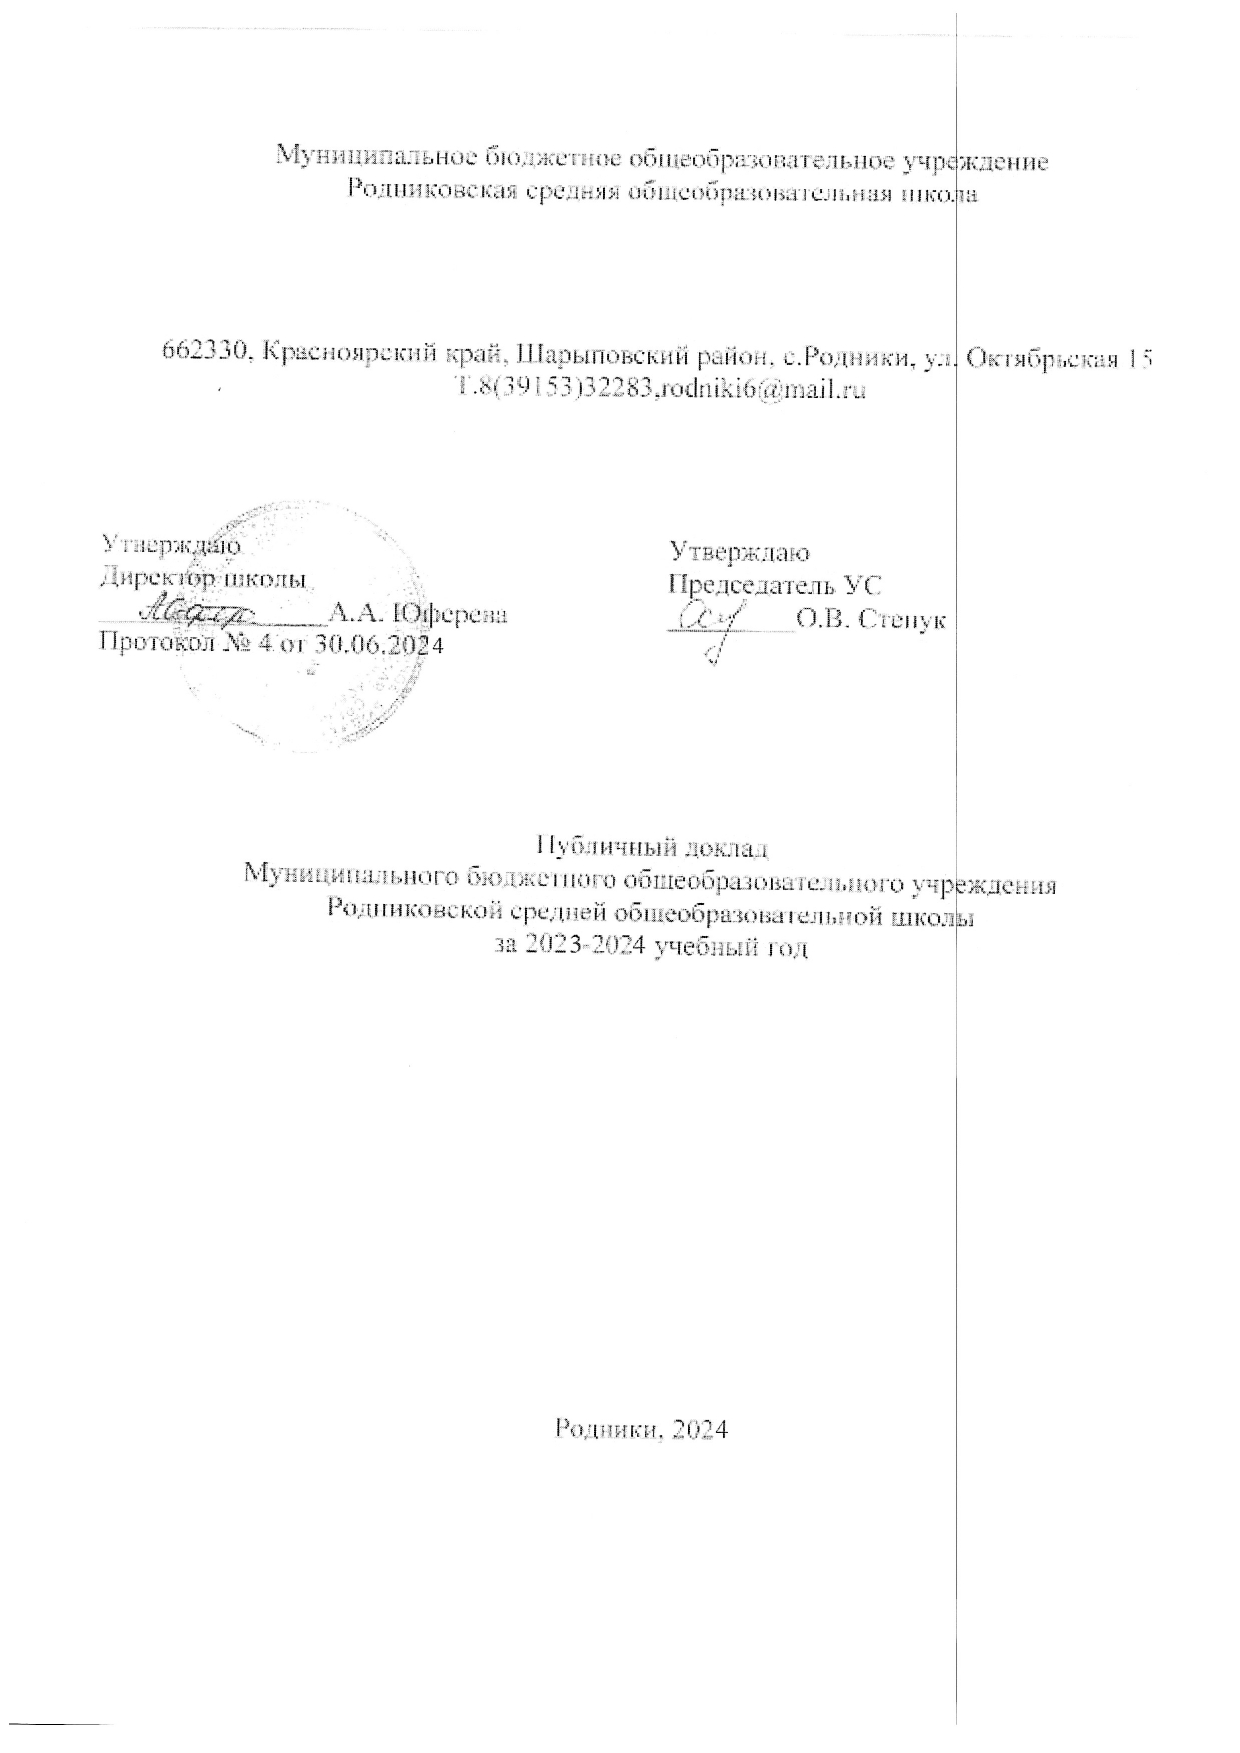 Муниципальное бюджетное общеобразовательное учреждение
Родниковская средняя общеобразовательная школа
662330, Красноярский край, Шарыповский район, с.Родники, ул. Октябрьская 15
Т.8(39153)32283,rodniki6@mail.ru
Утверждаю
Директор школы
А.А. Юферева
Протокол № 4 от 30.06.2024
Утверждаю
Председатель УС
О.В. Степук
Публичный доклад
Муниципального бюджетного общеобразовательного учреждения
Родниковской средней общеобразовательной школы
за 2023-2024 учебный год
Родники, 2024